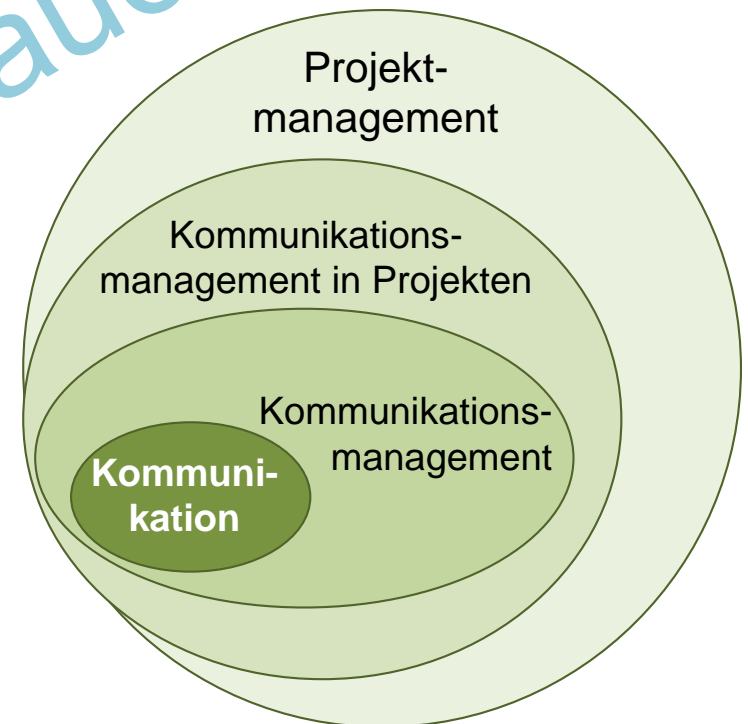 Projekt-
management
Kommunikations-
management in Projekten
Kommunikations-
management
Kommuni-
kation